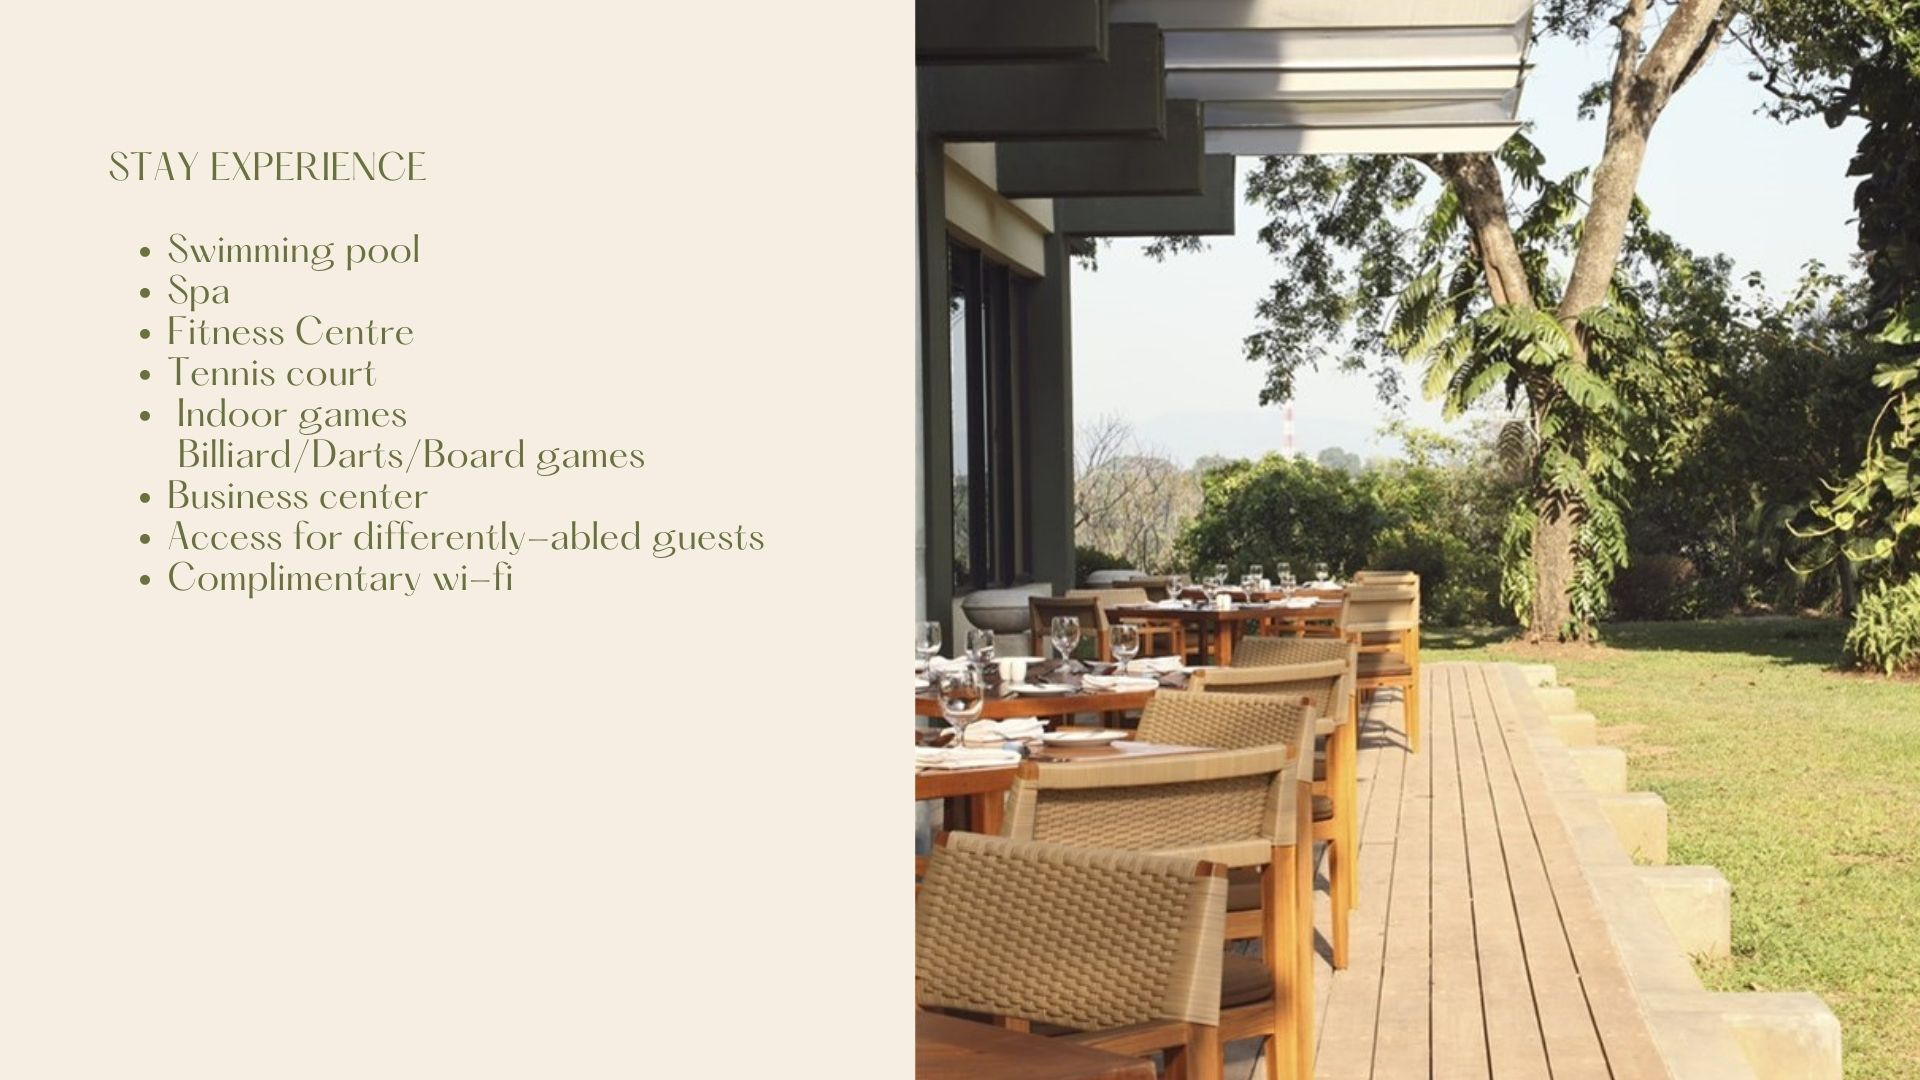 STAY EXPERIENCE
• Swimming pool
• Spa
• Fitness Centre
• Tennis court
• Indoor games
Billiard/Darts/Board games
• Business center
• Access for differently-abled guests
• Complimentary wi-fi